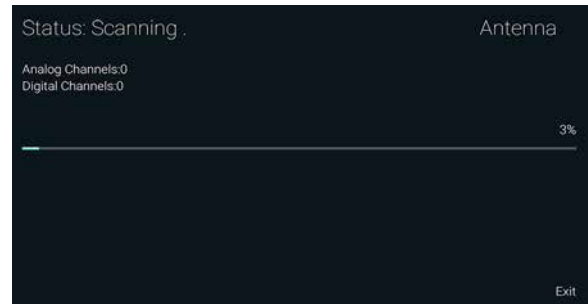 Status: Scanning .
Antenna
Analog Channels:0
Digital Channels:0
3%
Exit